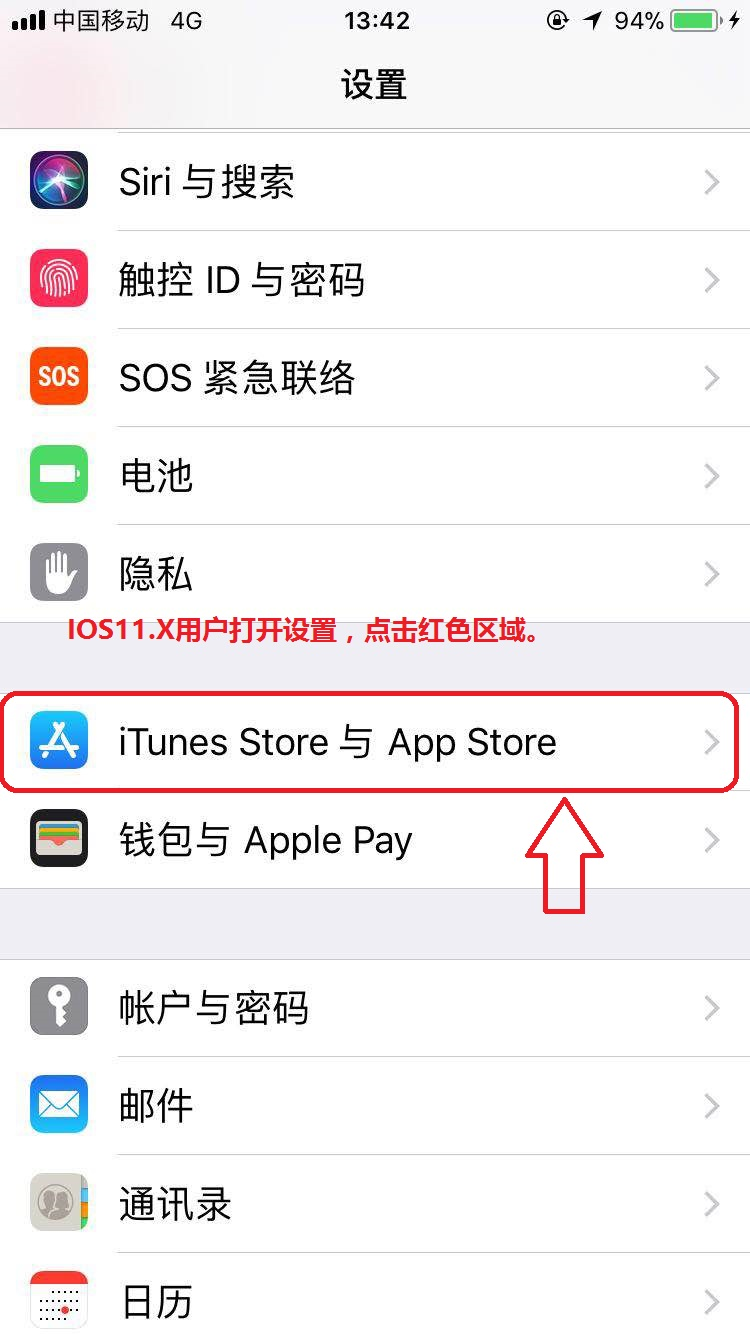 中国移动 4G 13:42 94%
设置
Siri 与搜索
触控 ID 与密码
SOS SOS 紧急联络
电池
隐私
IOS11.X用户打开设置，点击红色区域。
iTunes Store 与 App Store
钱包与 Apple Pay
帐户与密码
邮件
通讯录
日历